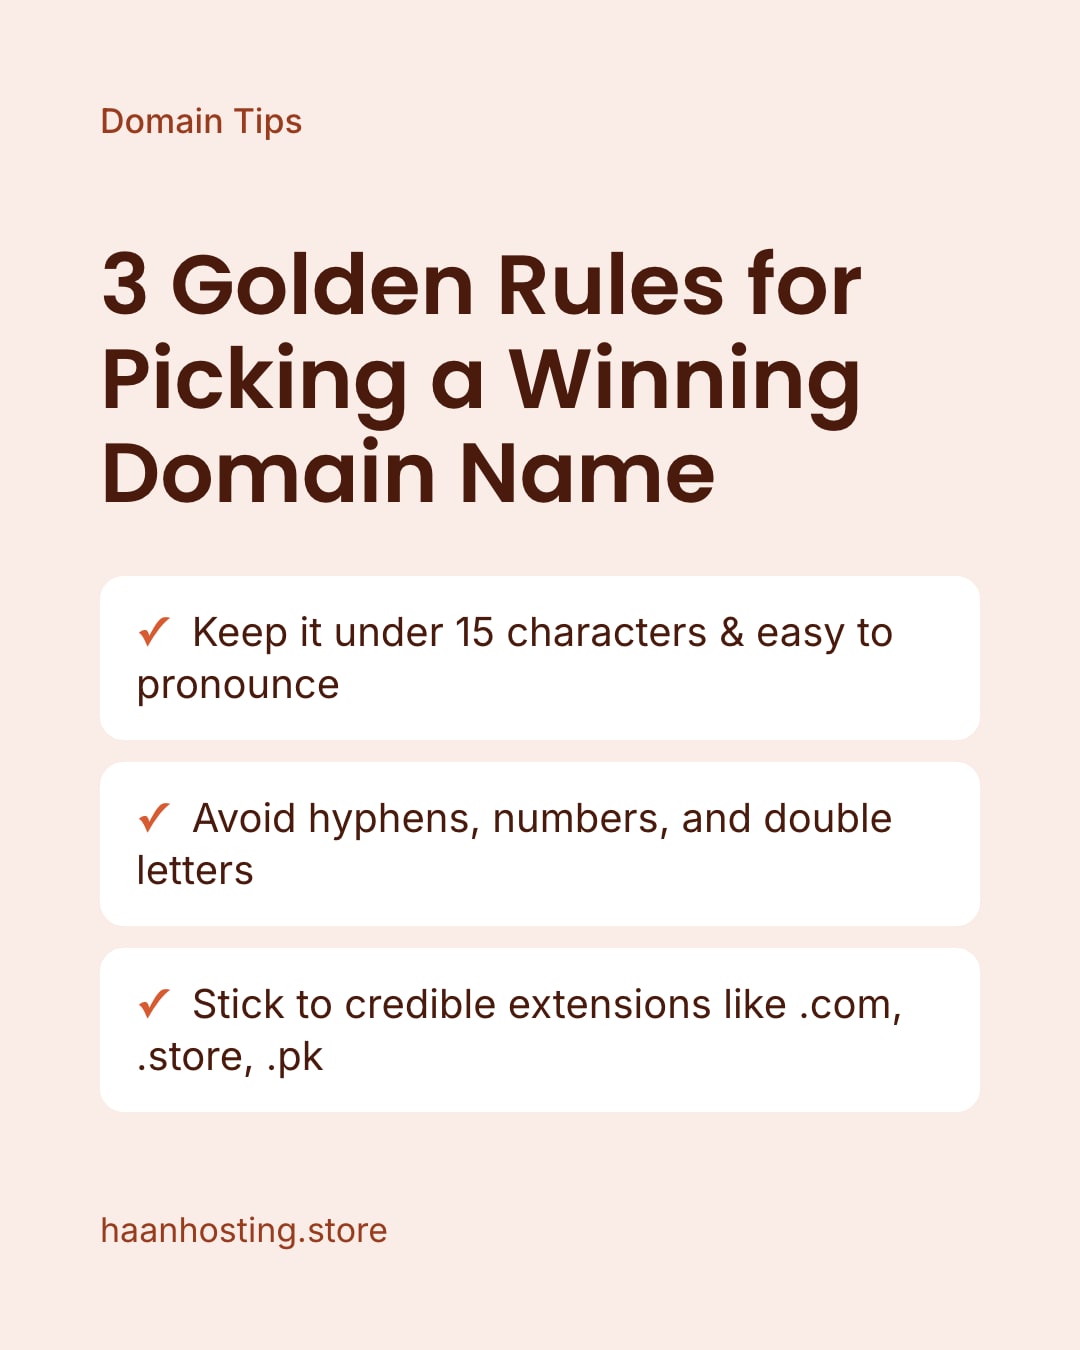 Domain Tips
3 Golden Rules for
Picking a Winning
Domain Name
✓ Keep it under 15 characters & easy to
pronounce
✓ Avoid hyphens, numbers, and double
letters
✓ Stick to credible extensions like .com,
.store, .pk
haanhosting.store